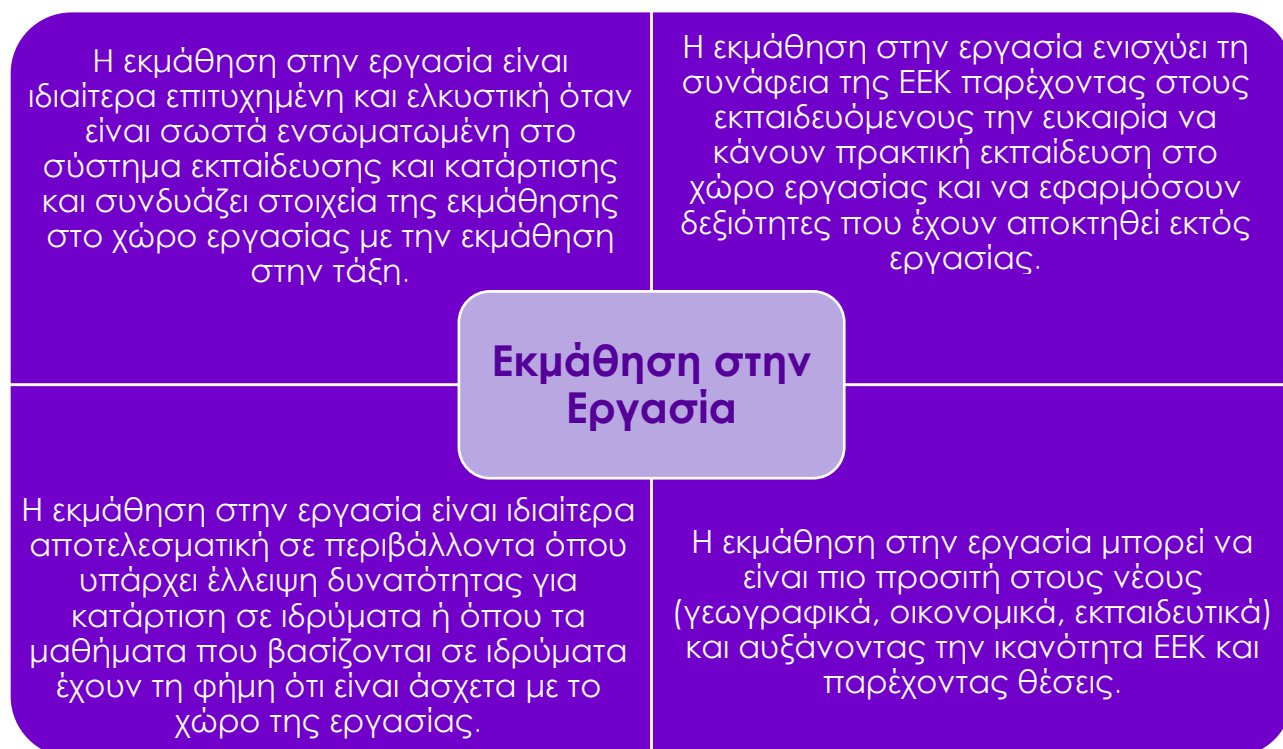 Η εκμάθηση στην εργασία είναι
ιδιαίτερα επιτυχημένη και ελκυστική όταν
είναι σωστά ενσωματωμένη στο
σύστημα εκπαίδευσης και κατάρτισης
και συνδυάζει στοιχεία της εκμάθησης
στο χώρο εργασίας με την εκμάθηση
στην τάξη.
Η εκμάθηση στην εργασία ενισχύει τη
συνάφεια της ΕΕΚ παρέχοντας στους
εκπαιδευόμενους την ευκαιρία να
κάνουν πρακτική εκπαίδευση στο
χώρο εργασίας και να εφαρμόσουν
δεξιότητες που έχουν αποκτηθεί εκτός
εργασίας.
Εκμάθηση στην
Εργασία
Η εκμάθηση στην εργασία είναι ιδιαίτερα
αποτελεσματική σε περιβάλλοντα όπου
υπάρχει έλλειψη δυνατότητας για
κατάρτιση σε ιδρύματα ή όπου τα
μαθήματα που βασίζονται σε ιδρύματα
έχουν τη φήμη ότι είναι άσχετα με το
χώρο της εργασίας.
Η εκμάθηση στην εργασία μπορεί να
είναι πιο προσιτή στους νέους
(γεωγραφικά, οικονομικά, εκπαιδευτικά)
και αυξάνοντας την ικανότητα ΕΕΚ και
παρέχοντας θέσεις.